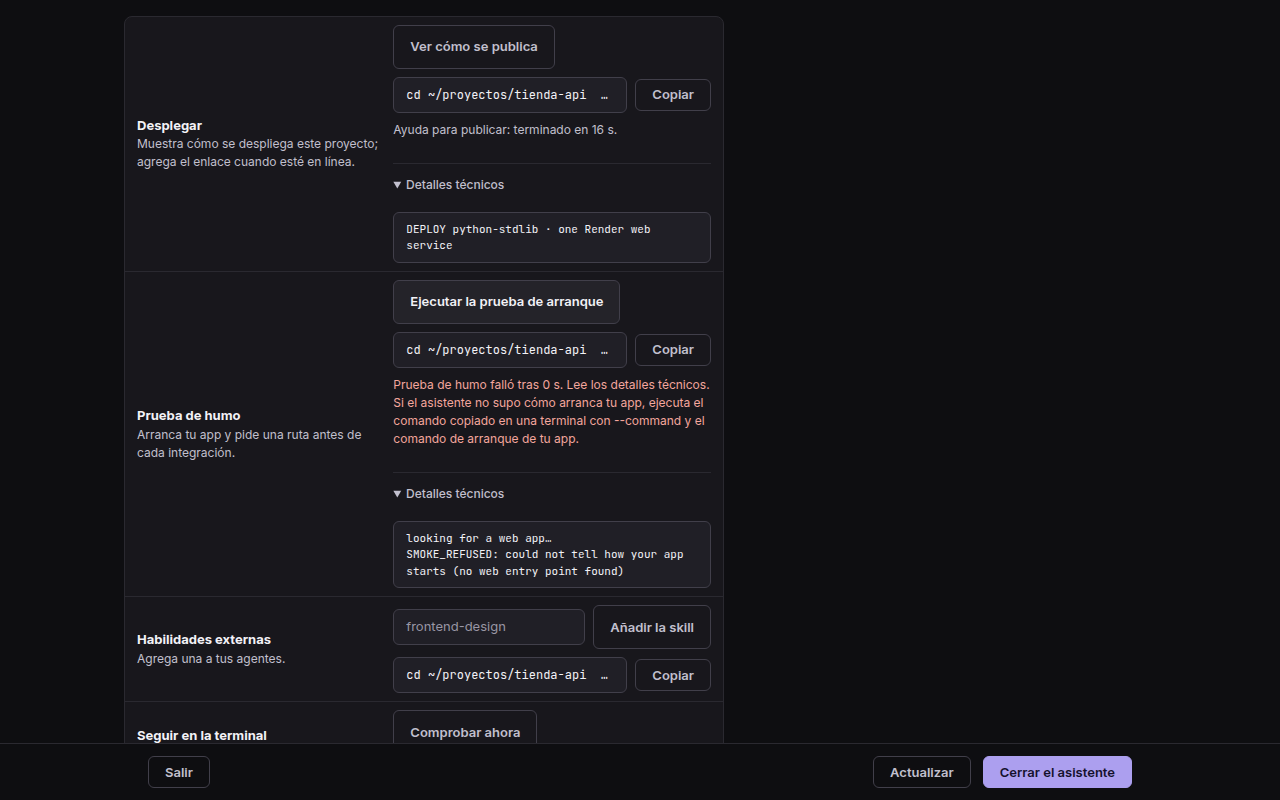 Ver cómo se publica
cd ~/proyectos/tienda-api …
Copiar
Desplegar
Muestra cómo se despliega este proyecto;
agrega el enlace cuando esté en línea.
Ayuda para publicar: terminado en 16 s.
▼ Detalles técnicos
DEPLOY python-stdlib · one Render web
service
Ejecutar la prueba de arranque
cd ~/proyectos/tienda-api …
Copiar
Prueba de humo
Arranca tu app y pide una ruta antes de
cada integración.
Prueba de humo falló tras 0 s. Lee los detalles técnicos.
Si el asistente no supo cómo arranca tu app, ejecuta el
comando copiado en una terminal con --command y el
comando de arranque de tu app.
▼ Detalles técnicos
looking for a web app…
SMOKE_REFUSED: could not tell how your app
starts (no web entry point found)
Habilidades externas
Agrega una a tus agentes.
frontend-design
Añadir la skill
cd ~/proyectos/tienda-api …
Copiar
Seguir en la terminal
Comprobar ahora
Salir
Actualizar
Cerrar el asistente